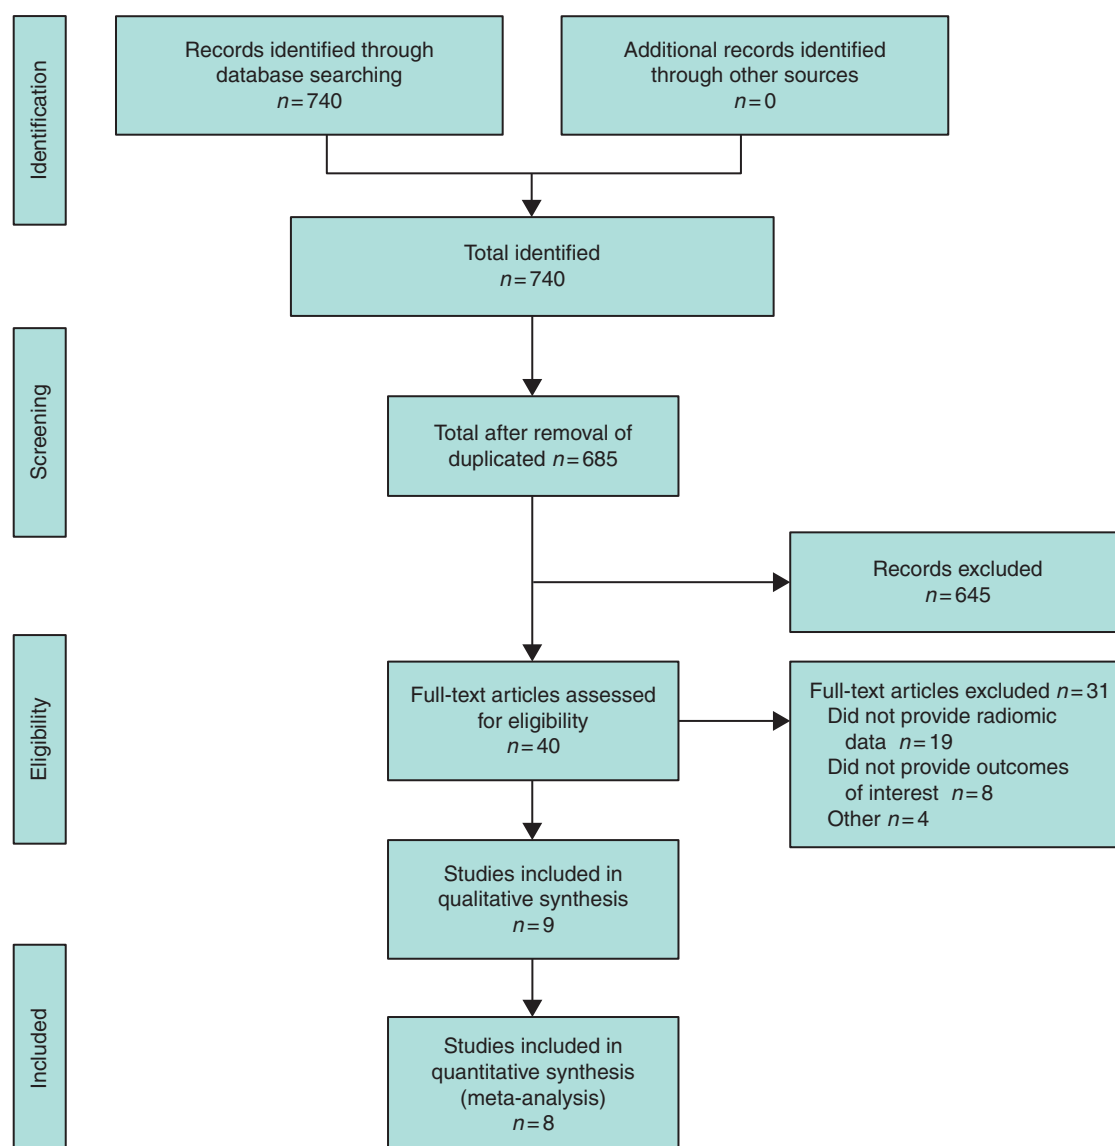 Identification
Records identified through
database searching
n=740
Additional records identified
through other sources
n=0
Total identified
n=740
Screening
Total after removal of
duplicated n=685
Records excluded
n=645
Eligibility
Full-text articles assessed
for eligibility
n=40
Full-text articles excluded n=31
Did not provide radiomic
data n=19
Did not provide outcomes
of interest n=8
Other n=4
Studies included in
qualitative synthesis
n=9
Included
Studies included in
quantitative synthesis
(meta-analysis)
n=8